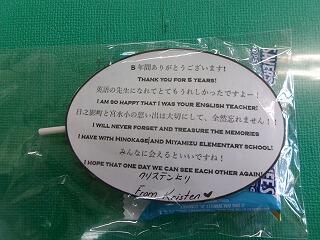 5年間ありがとうございます!
THANK YOU FOR 5 YEARS!
英語の先生になれてとてもうれしかったですよー!
I AM SO HAPPY THAT I WAS YOUR ENGLISH TEACHER!
日之影町と宮水小の思い出は大切にして、全然忘れません!!
I WILL NEVER FORGET AND TREASURE THE MEMORIES
I HAVE WITH HINOKAGE AND MIYAMIZU ELEMENTARY SCHOOL!
みんなに会えるといいですね!
I HOPE THAT ONE DAY WE CAN SEE EACH OTHER AGAIN!
クリステンより
From Kristen ♥